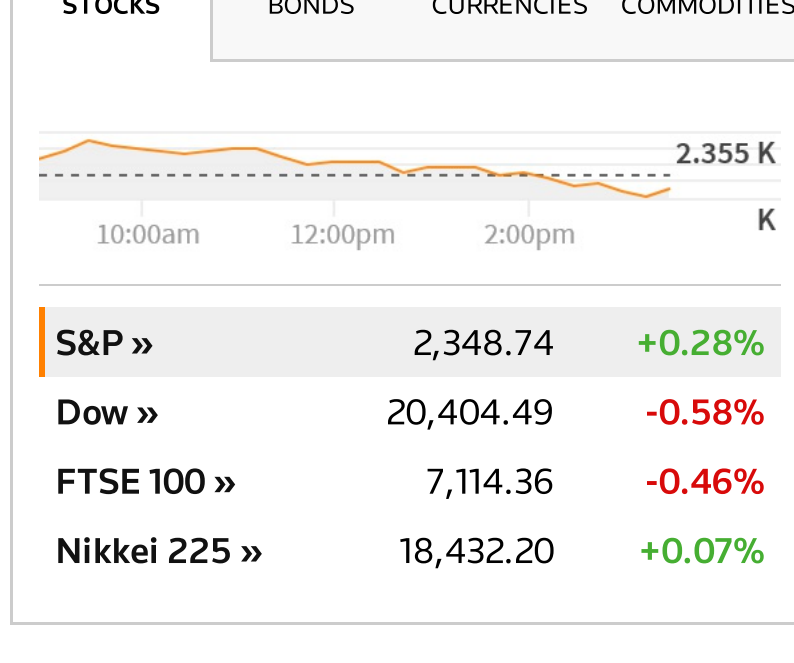 STOCKS BONDS CURRENCIES COMMODITIES
2.355 K
K
10:00am 12:00pm 2:00pm
S&P » 2,348.74 +0.28%
Dow » 20,404.49 -0.58%
FTSE 100 » 7,114.36 -0.46%
Nikkei 225 » 18,432.20 +0.07%